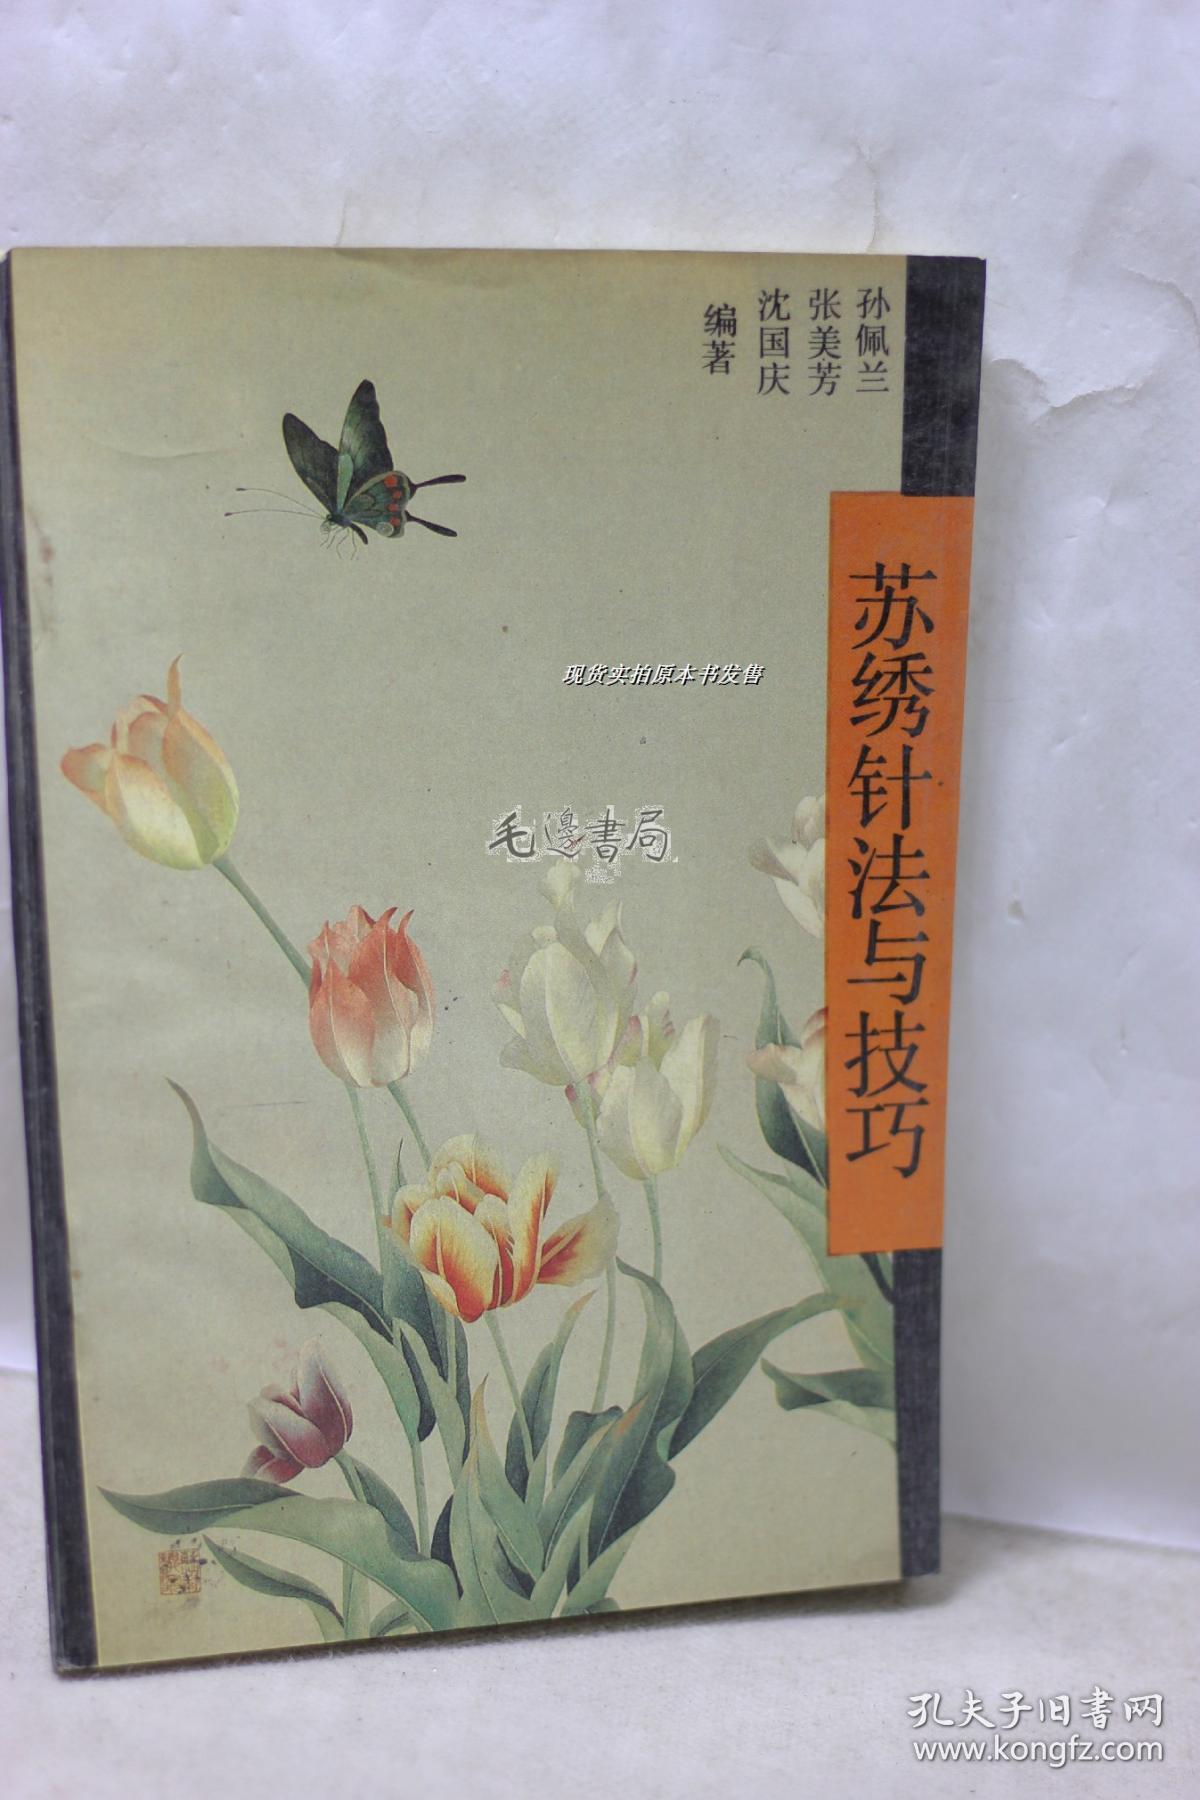 孙佩兰
张美芳
沈国庆
编著
苏绣针法与技巧
现货实拍原本书发售
毛邊書局
孔夫子旧书网
www.kongfz.com